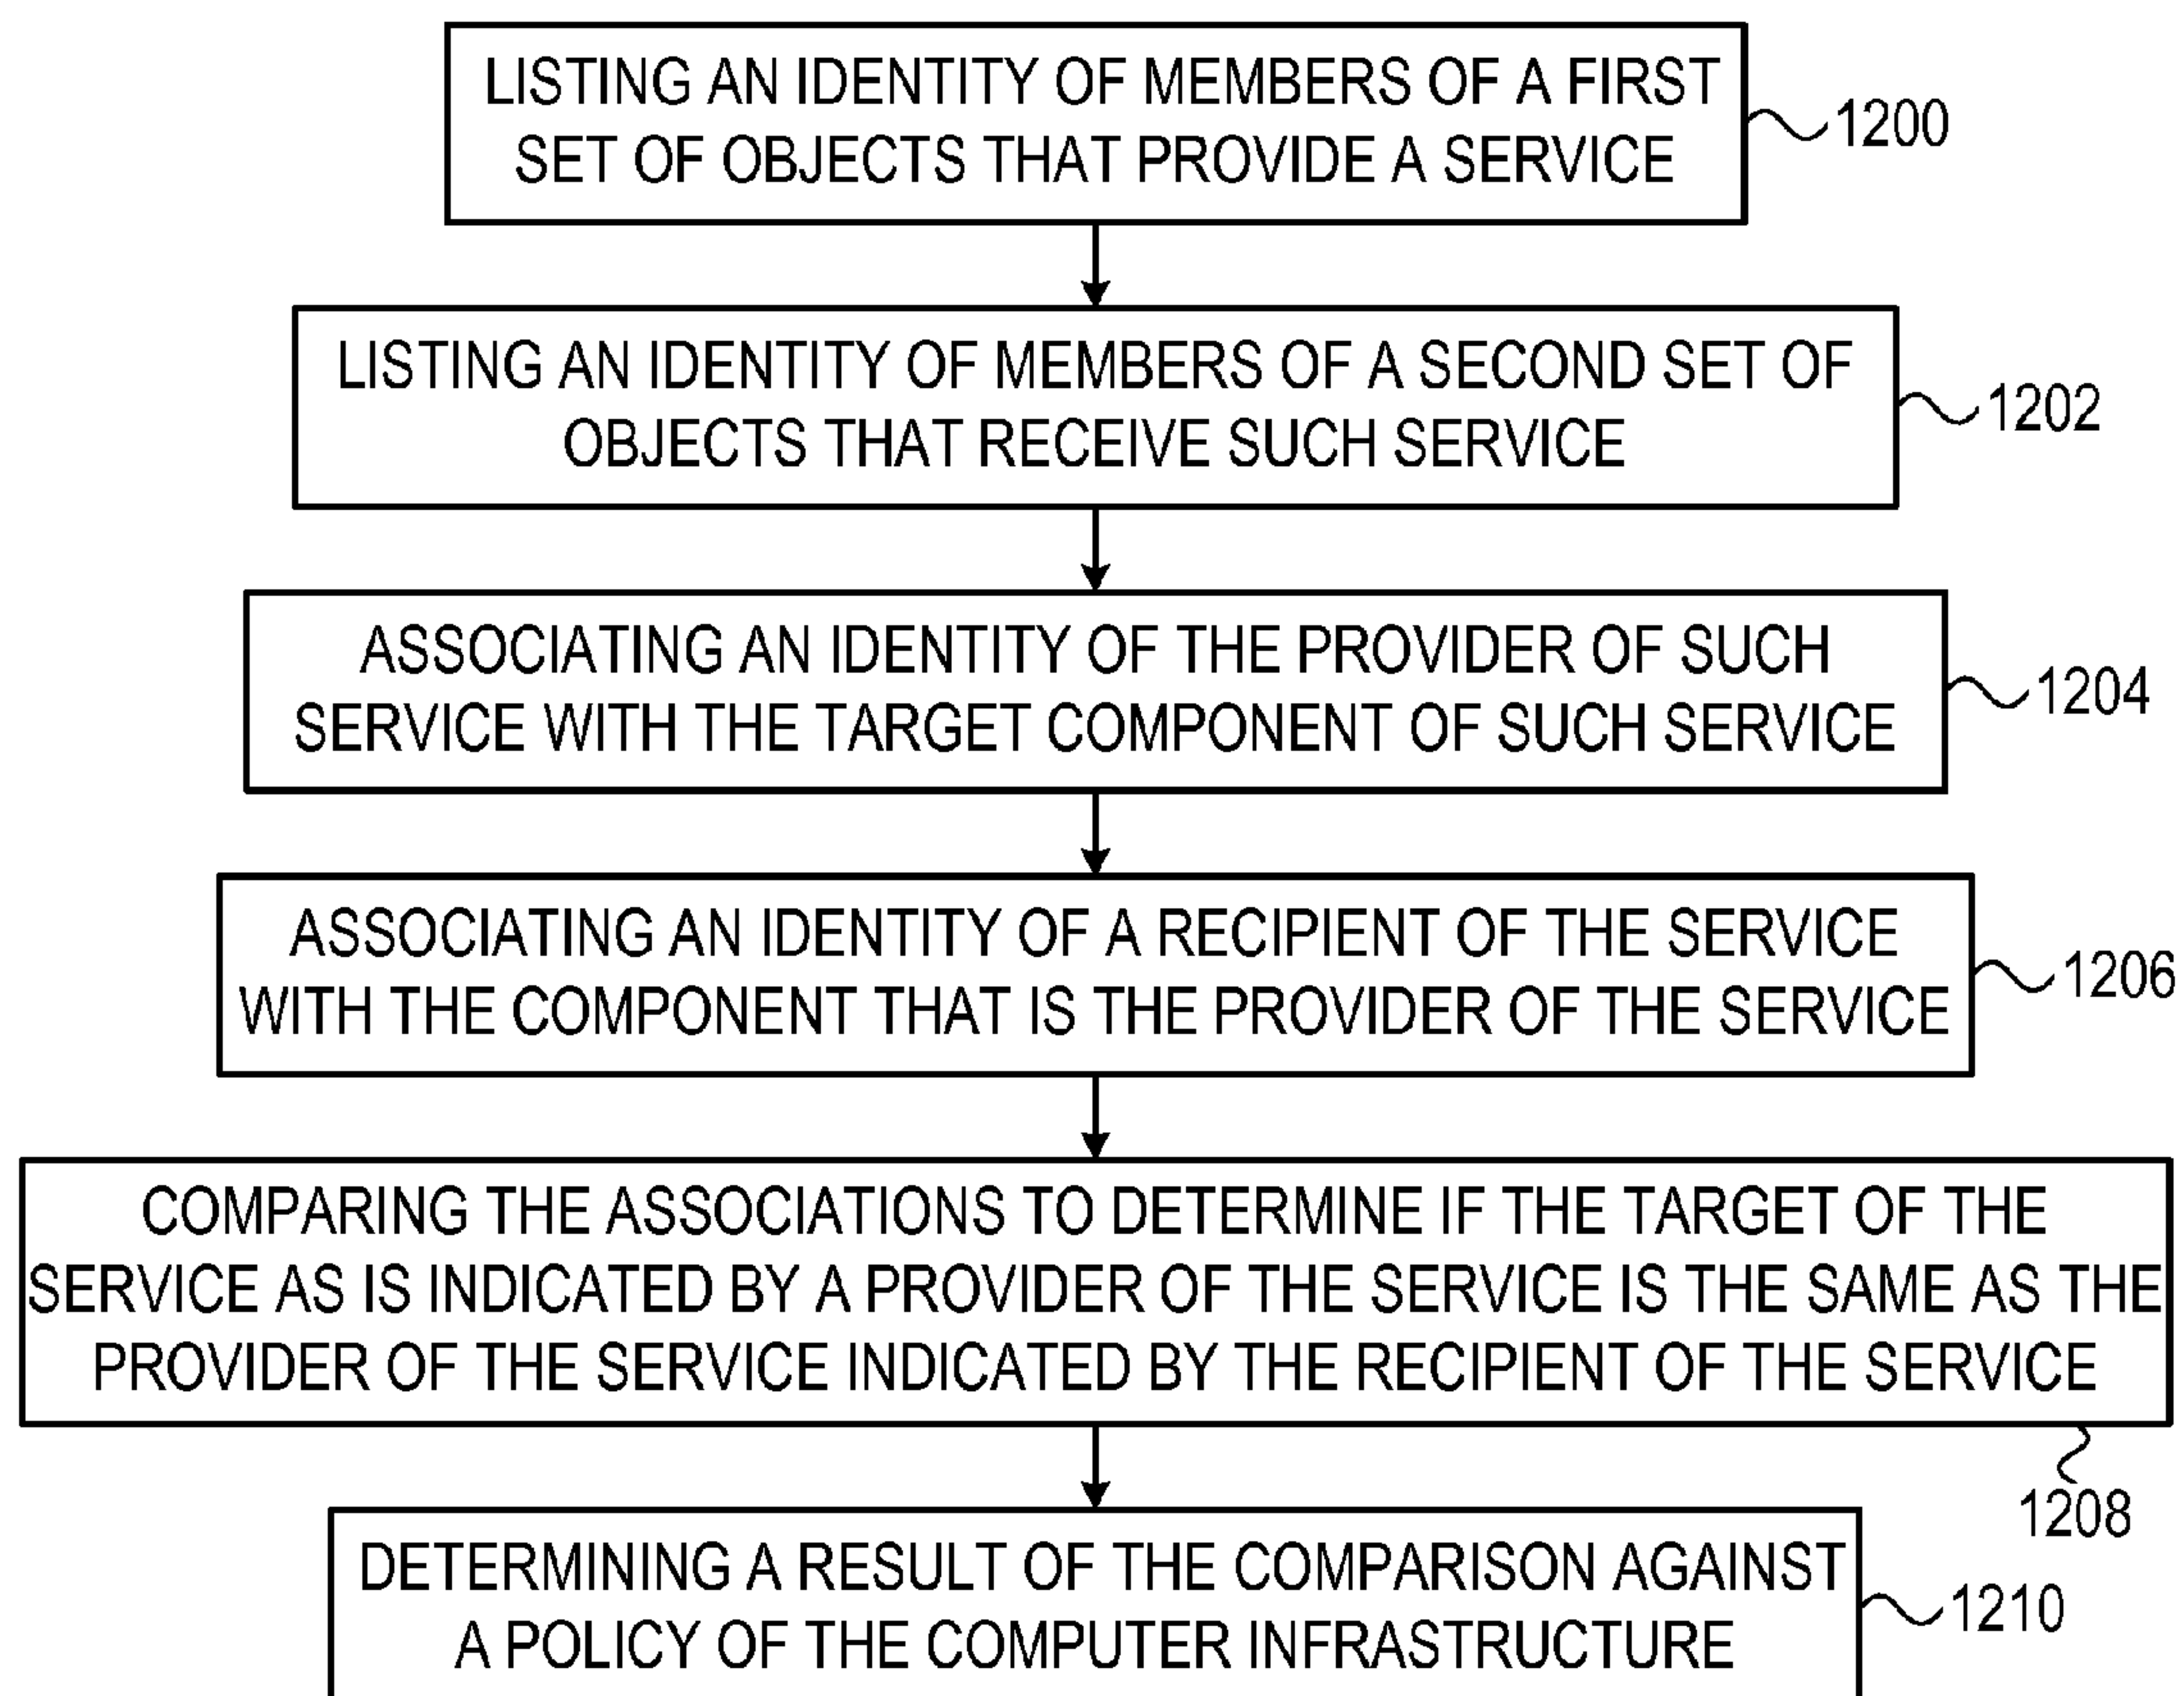 LISTING AN IDENTITY OF MEMBERS OF A FIRST
SET OF OBJECTS THAT PROVIDE A SERVICE
1200
LISTING AN IDENTITY OF MEMBERS OF A SECOND SET OF
OBJECTS THAT RECEIVE SUCH SERVICE
1202
ASSOCIATING AN IDENTITY OF THE PROVIDER OF SUCH
SERVICE WITH THE TARGET COMPONENT OF SUCH SERVICE
1204
ASSOCIATING AN IDENTITY OF A RECIPIENT OF THE SERVICE
WITH THE COMPONENT THAT IS THE PROVIDER OF THE SERVICE
1206
COMPARING THE ASSOCIATIONS TO DETERMINE IF THE TARGET OF THE
SERVICE AS IS INDICATED BY A PROVIDER OF THE SERVICE IS THE SAME AS THE
PROVIDER OF THE SERVICE INDICATED BY THE RECIPIENT OF THE SERVICE
1208
DETERMINING A RESULT OF THE COMPARISON AGAINST
A POLICY OF THE COMPUTER INFRASTRUCTURE
1210